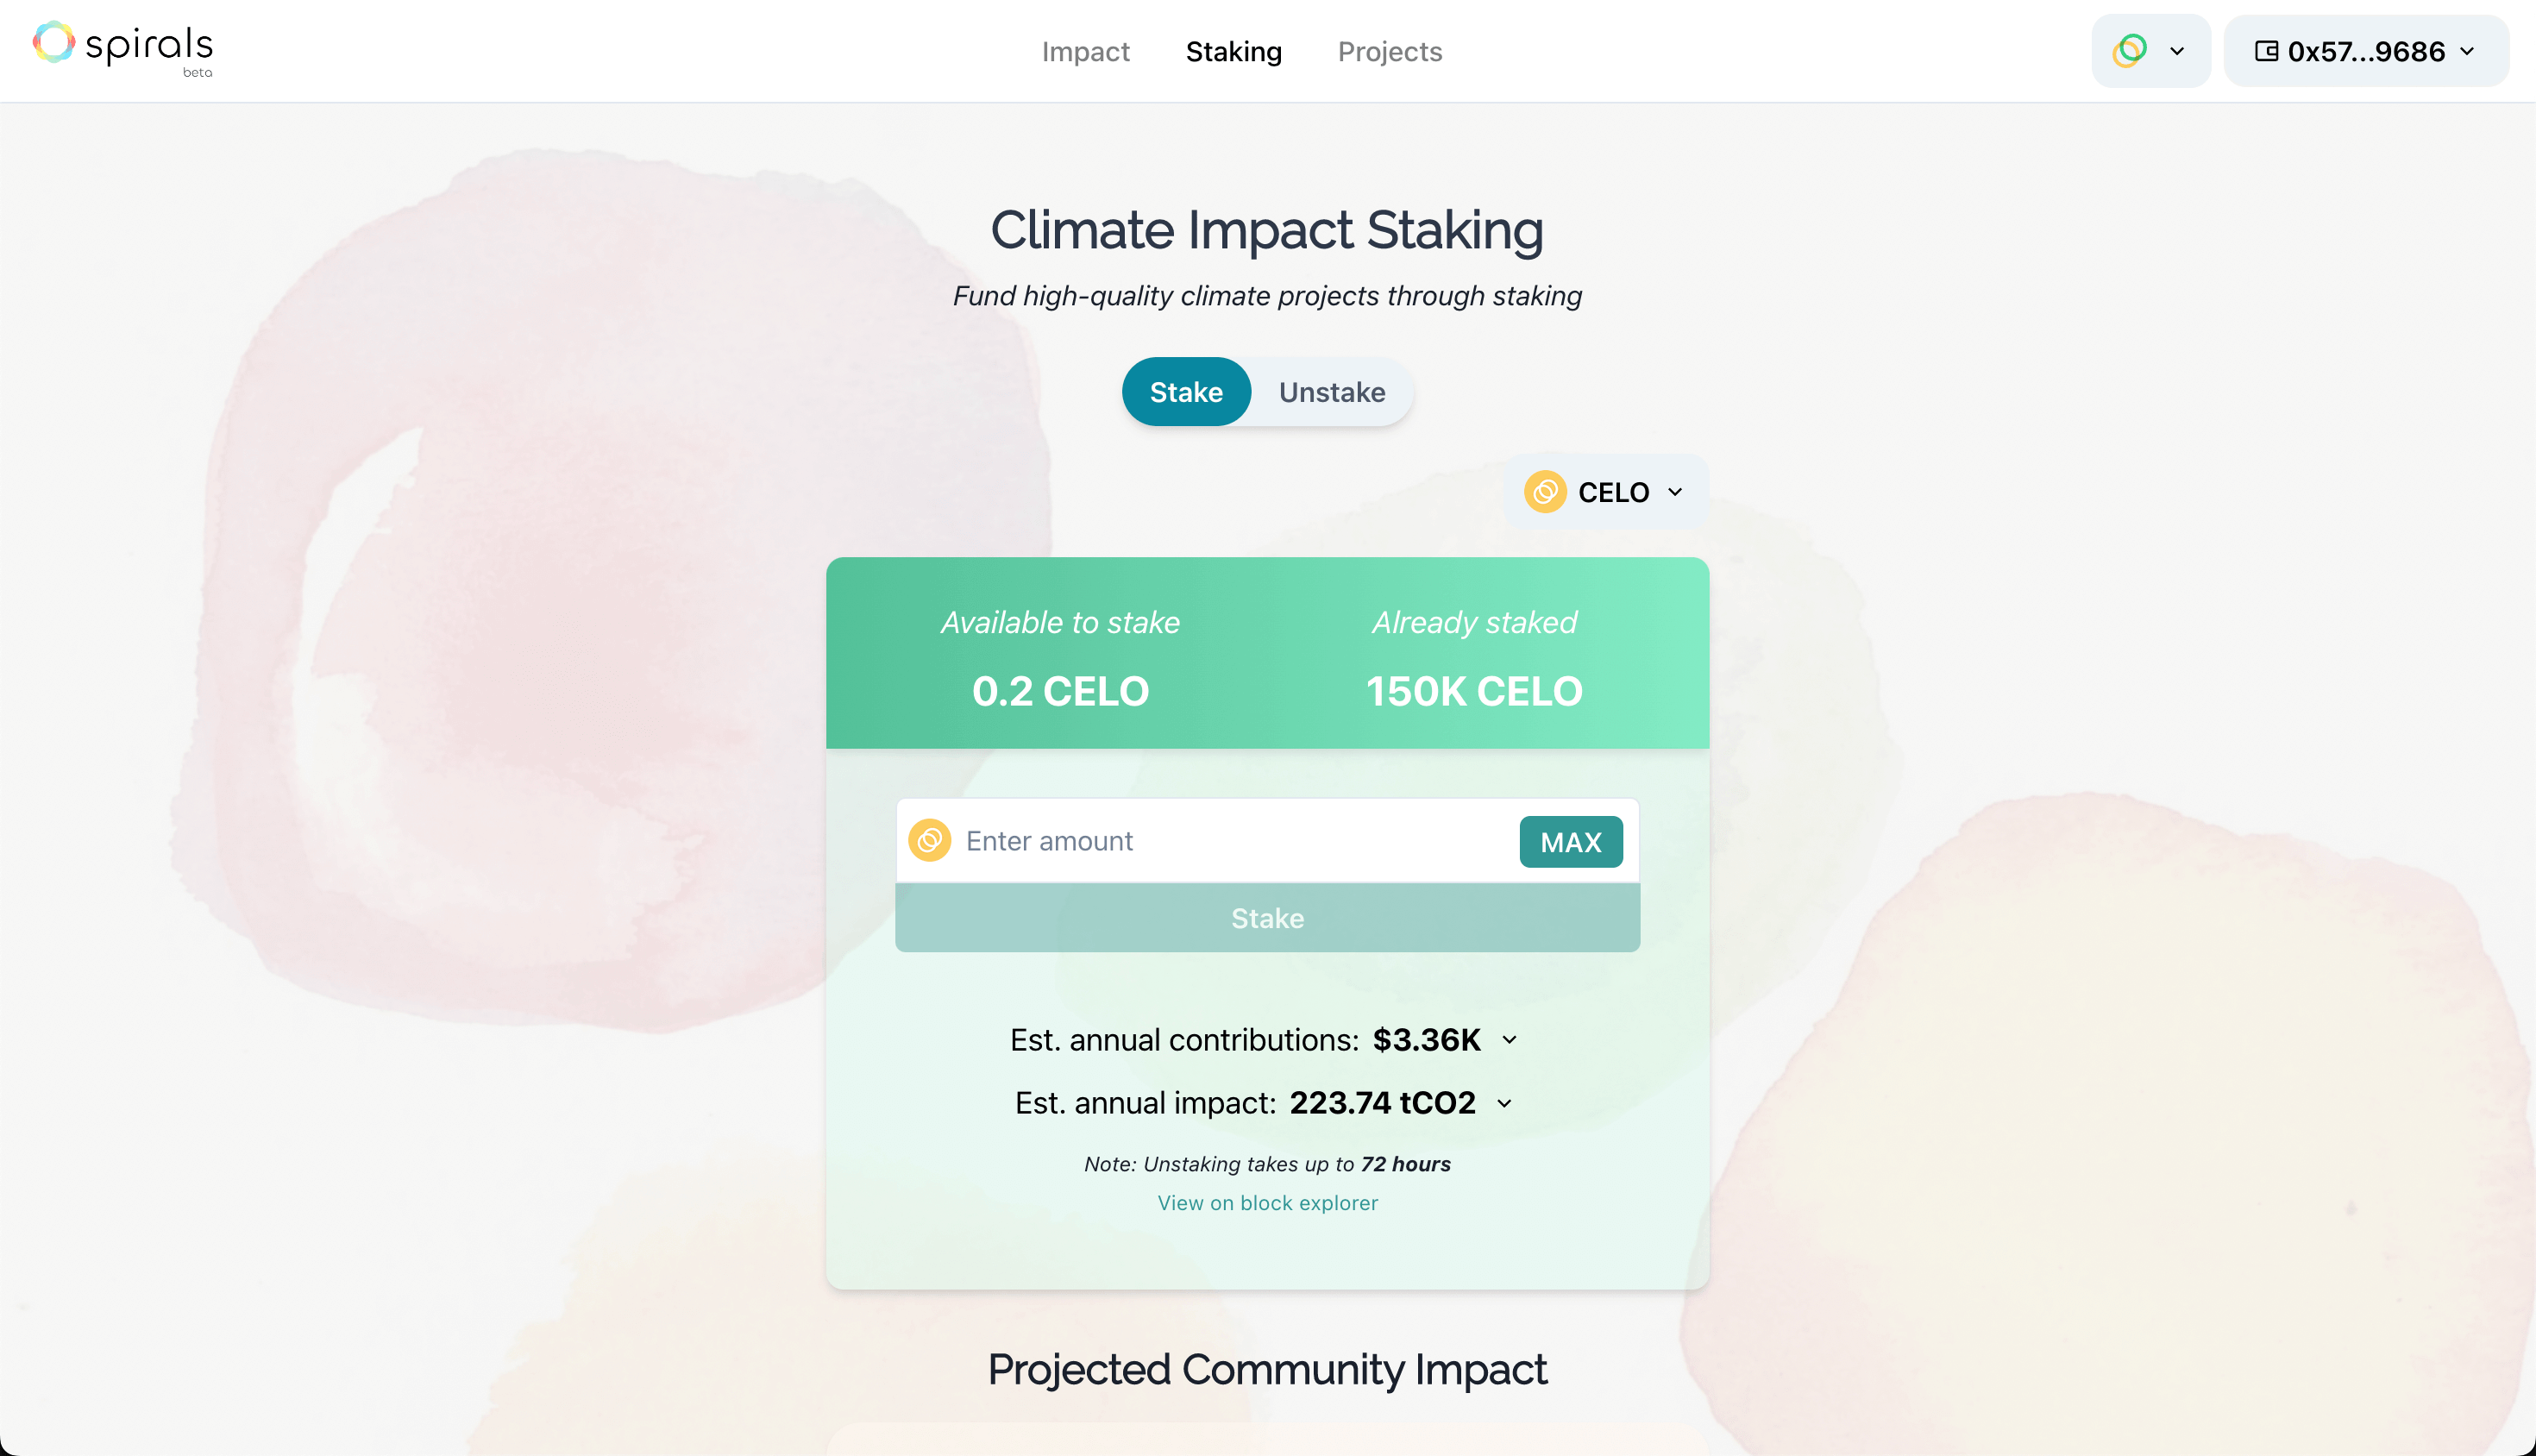 spirals
beta
Impact
Staking
Projects
0x57...9686
Climate Impact Staking
Fund high-quality climate projects through staking
Stake
Unstake
CELO
Available to stake
Already staked
0.2 CELO
150K CELO
Enter amount
MAX
Stake
Est. annual contributions: $3.36K
Est. annual impact: 223.74 tCO2
Note: Unstaking takes up to 72 hours
View on block explorer
Projected Community Impact